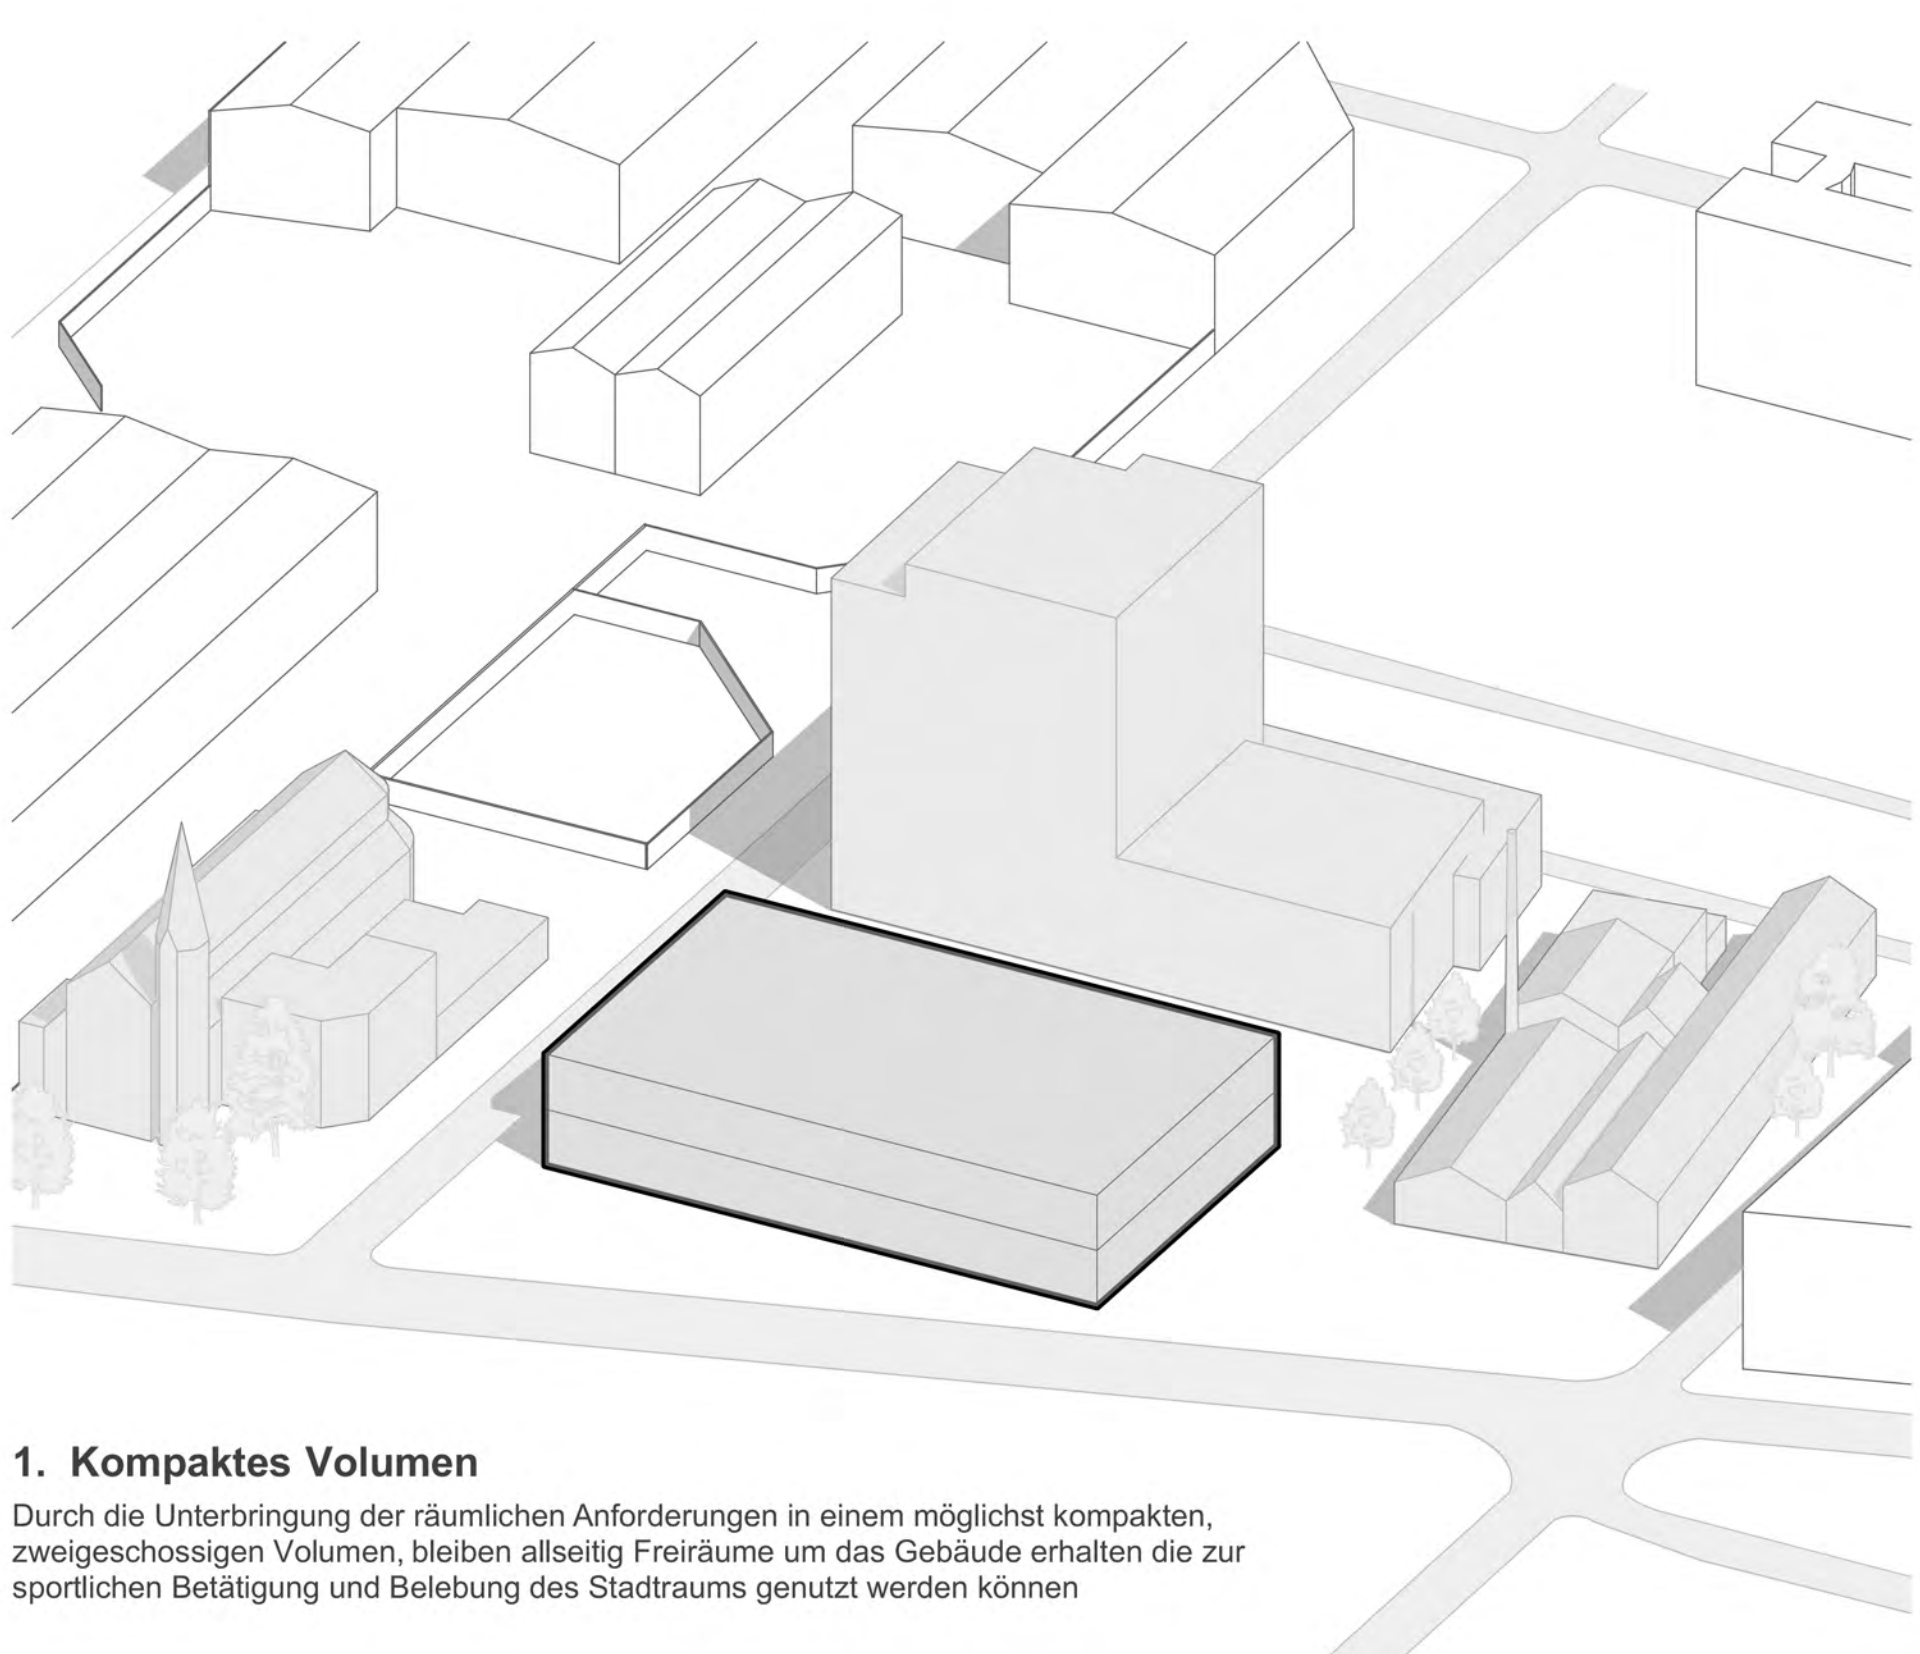 1. Kompaktes Volumen
Durch die Unterbringung der räumlichen Anforderungen in einem möglichst kompakten,
zweigeschossigen Volumen, bleiben allseitig Freiräume um das Gebäude erhalten die zur
sportlichen Betätigung und Belebung des Stadtraums genutzt werden können